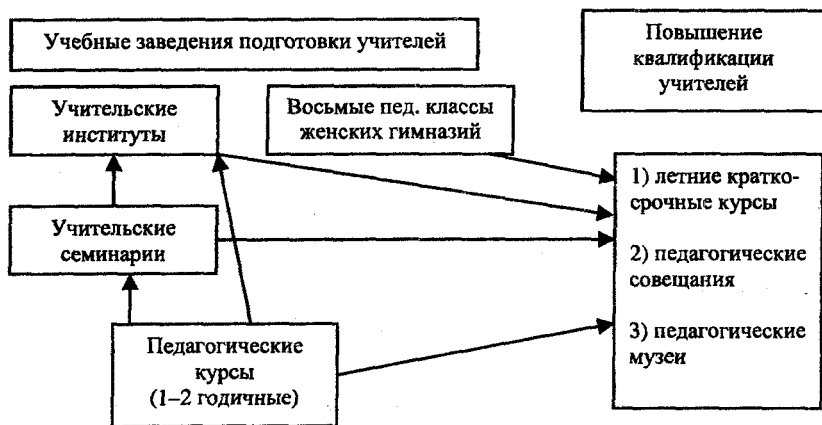 Учебные заведения подготовки учителей
Повышение
квалификации
учителей
Учительские
институты
Восьмые пед. классы
женских гимназий
Учительские
семинарии
Педагогические
курсы
(1–2 годичные)
1) летние кратко-
срочные курсы
2) педагогические
совещания
3) педагогические
музеи